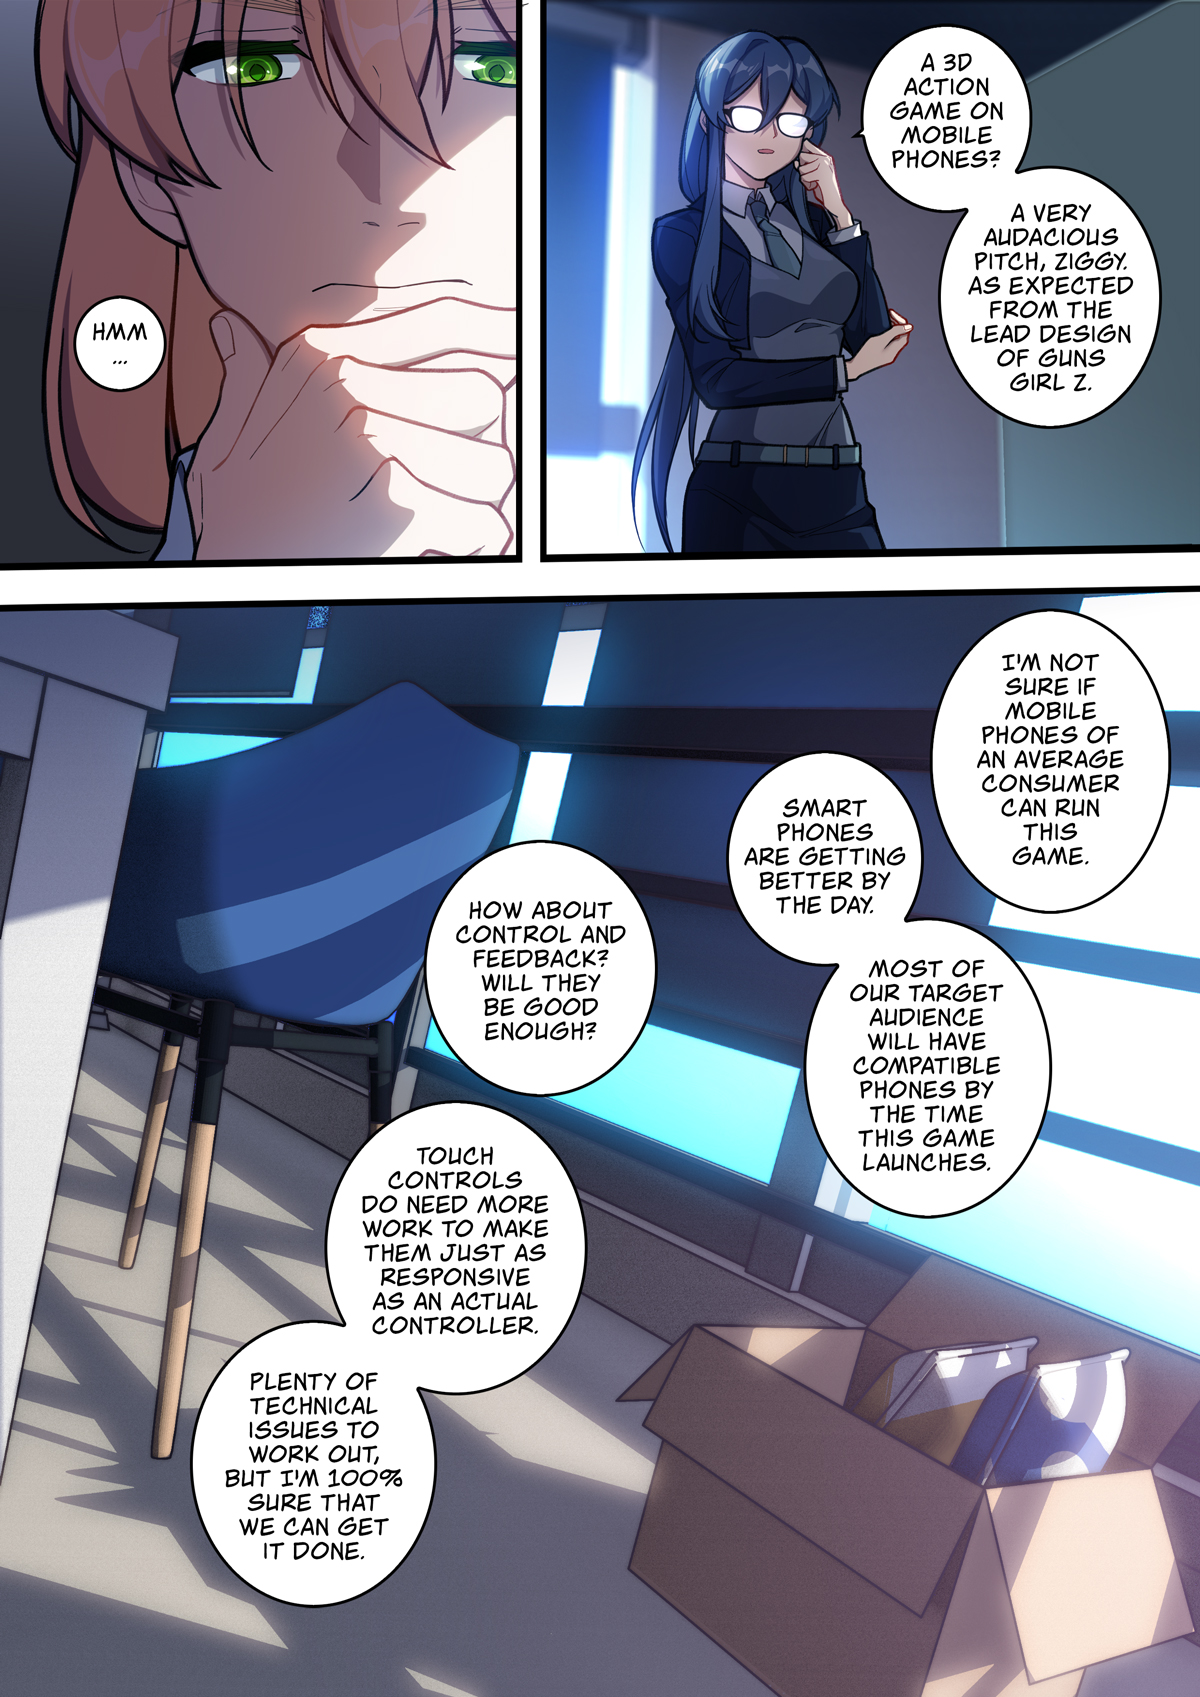 HMM
...
A 3D
ACTION
GAME ON
MOBILE
PHONES?
A VERY
AUDACIOUS
PITCH, ZIGGY.
AS EXPECTED
FROM THE
LEAD DESIGN
OF GUNS
GIRL Z.
I'M NOT
SURE IF
MOBILE
PHONES OF
AN AVERAGE
CONSUMER
CAN RUN
THIS
GAME.
SMART
PHONES
ARE GETTING
BETTER BY
THE DAY.
MOST OF
OUR TARGET
AUDIENCE
WILL HAVE
COMPATIBLE
PHONES BY
THE TIME
THIS GAME
LAUNCHES.
HOW ABOUT
CONTROL AND
FEEDBACK?
WILL THEY
BE GOOD
ENOUGH?
TOUCH
CONTROLS
DO NEED MORE
WORK TO MAKE
THEM JUST AS
RESPONSIVE
AS AN ACTUAL
CONTROLLER.
PLENTY OF
TECHNICAL
ISSUES TO
WORK OUT,
BUT I'M 100%
SURE THAT
WE CAN GET
IT DONE.